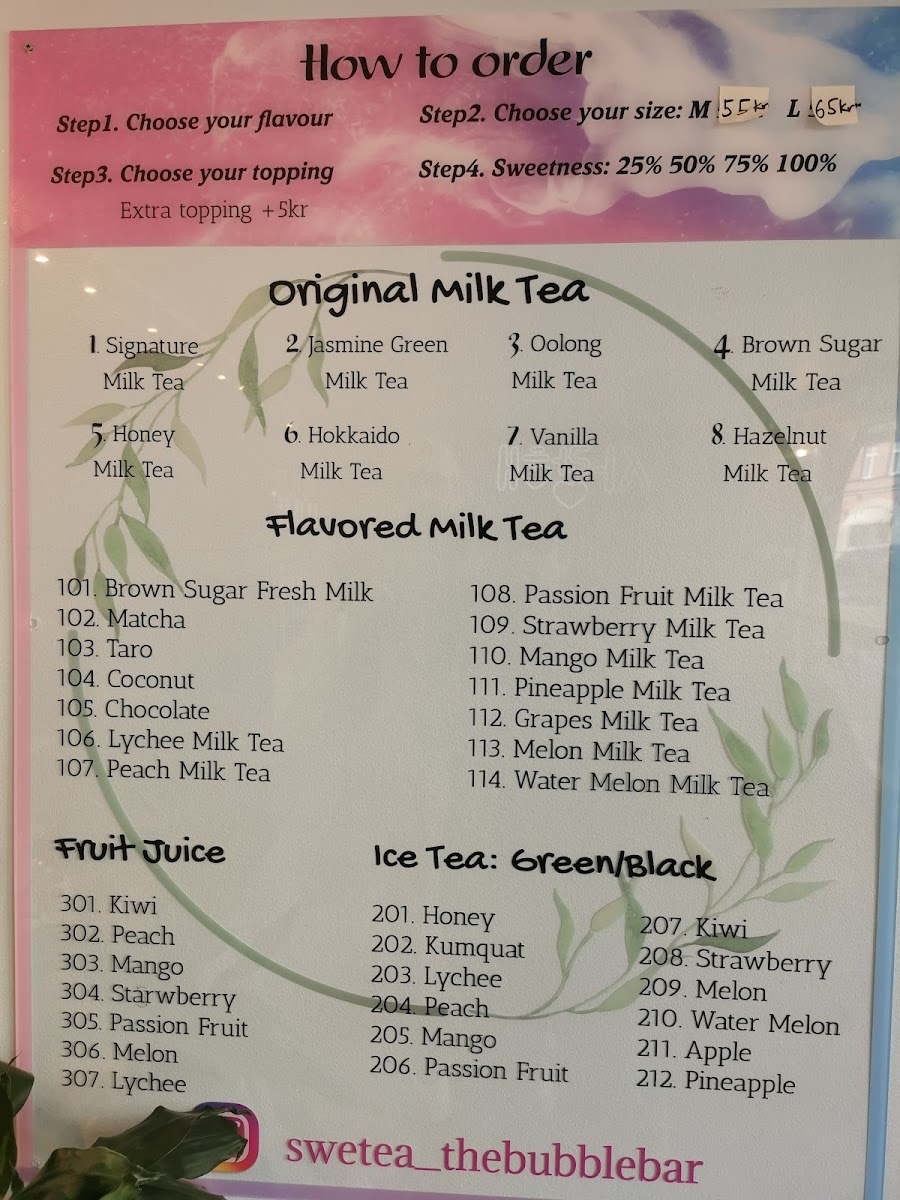 How to order
Step1. Choose your flavour
Step2. Choose your size: M 55kr L 65kr
Step3. Choose your topping
Step4. Sweetness: 25% 50% 75% 100%
Extra topping +5kr
Original Milk Tea
1. Signature
Milk Tea
2. Jasmine Green
Milk Tea
3. Oolong
Milk Tea
4. Brown Sugar
Milk Tea
5. Honey
Milk Tea
6. Hokkaido
Milk Tea
7. Vanilla
Milk Tea
8. Hazelnut
Milk Tea
Flavored Milk Tea
101. Brown Sugar Fresh Milk
102. Matcha
103. Taro
104. Coconut
105. Chocolate
106. Lychee Milk Tea
107. Peach Milk Tea
108. Passion Fruit Milk Tea
109. Strawberry Milk Tea
110. Mango Milk Tea
111. Pineapple Milk Tea
112. Grapes Milk Tea
113. Melon Milk Tea
114. Water Melon Milk Tea
Fruit Juice
301. Kiwi
302. Peach
303. Mango
304. Starwberry
305. Passion Fruit
306. Melon
307. Lychee
Ice Tea: Green/Black
201. Honey
202. Kumquat
203. Lychee
204. Peach
205. Mango
206. Passion Fruit
207. Kiwi
208. Strawberry
209. Melon
210. Water Melon
211. Apple
212. Pineapple
swetea_thebubblebar